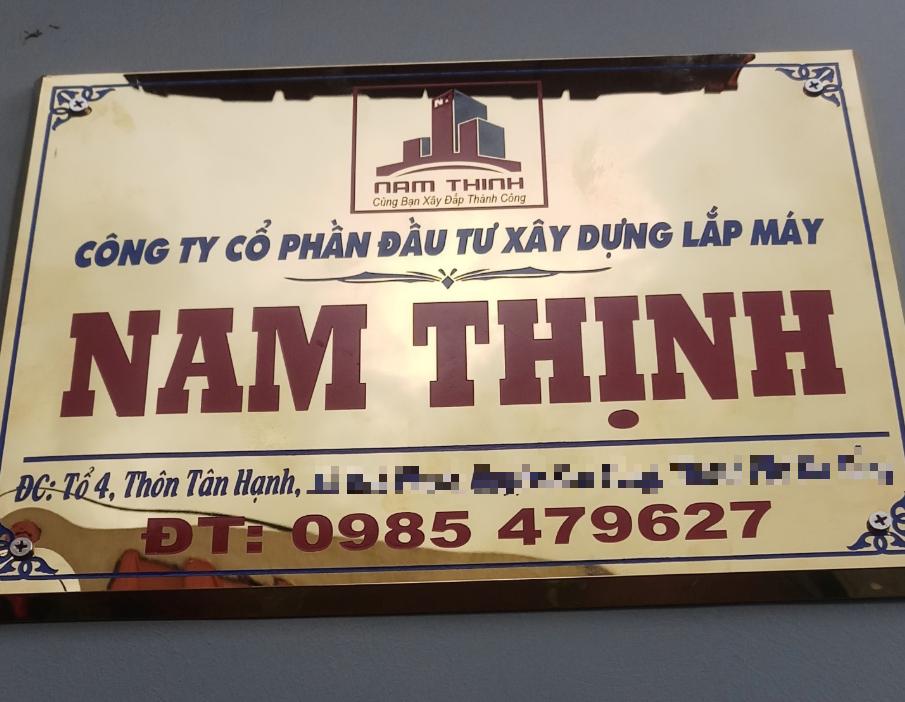 N.T
NAM THINH
Cùng Bạn Xây Đắp Thành Công
CÔNG TY CỔ PHẦN ĐẦU TƯ XÂY DỰNG LẮP MÁY
NAM THỊNH
ĐC: Tổ 4, Thôn Tân Hạnh,
ĐT: 0985 479627